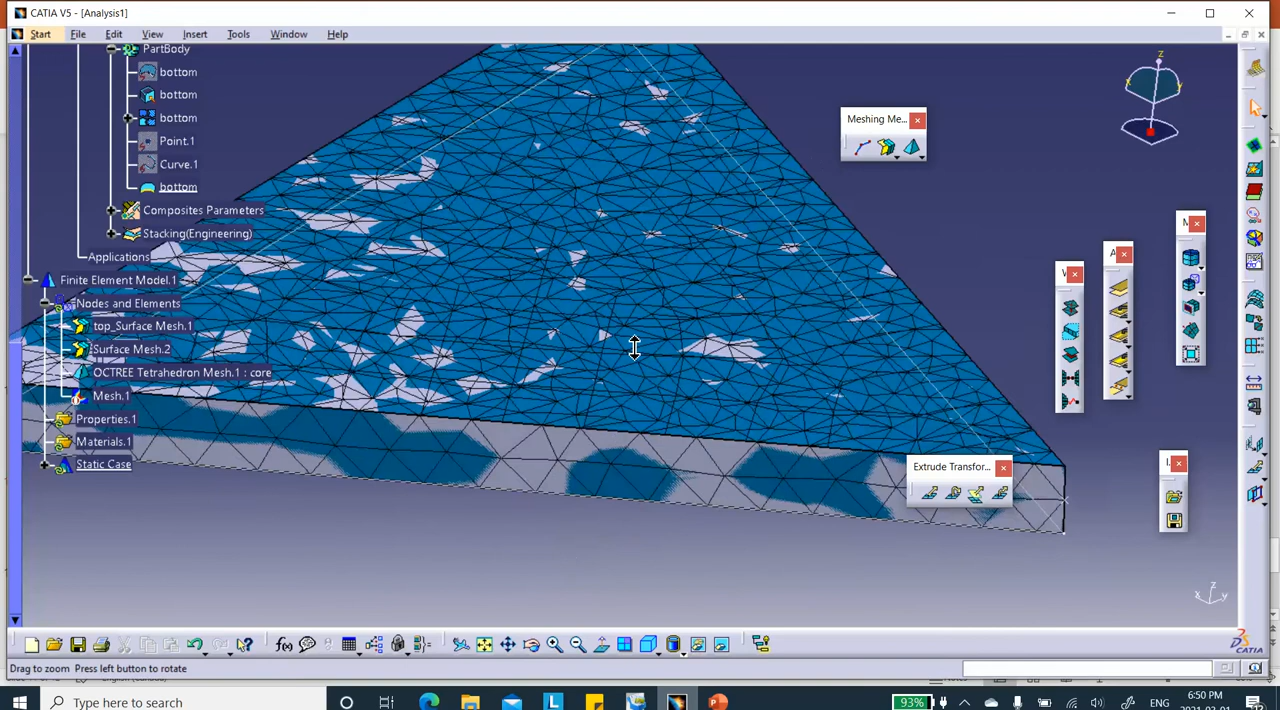 CATIA V5 - [Analysis1]
Start File Edit View Insert Tools Window Help
PartBody
bottom
bottom
bottom
Point.1
Curve.1
bottom
Composites Parameters
Stacking(Engineering)
Applications
Finite Element Model.1
Nodes and Elements
top_Surface Mesh.1
Surface Mesh.2
OCTREE Tetrahedron Mesh.1 : core
Mesh.1
Properties.1
Materials.1
Static Case
Meshing Me...
Extrude Transfor...
z
x
y
z
x
y
f(x)
CATIA
Drag to zoom Press left button to rotate
Type here to search
L
93%
ENG
6:50 PM